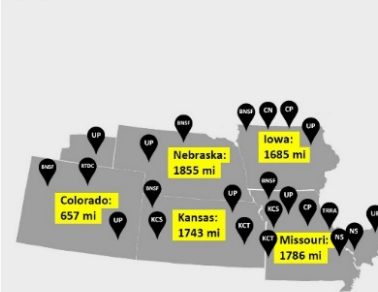 BNSF
CN
CP
UP
BNSF
UP
UP
Iowa:
1685 mi
Nebraska:
1855 mi
BNSF
RTDC
BNSF
UP
BNSF
UP
KCS
CP
TRRA
Colorado:
657 mi
UP
KCS
Kansas:
1743 mi
KCT
KCT
Missouri:
1786 mi
NS
NS